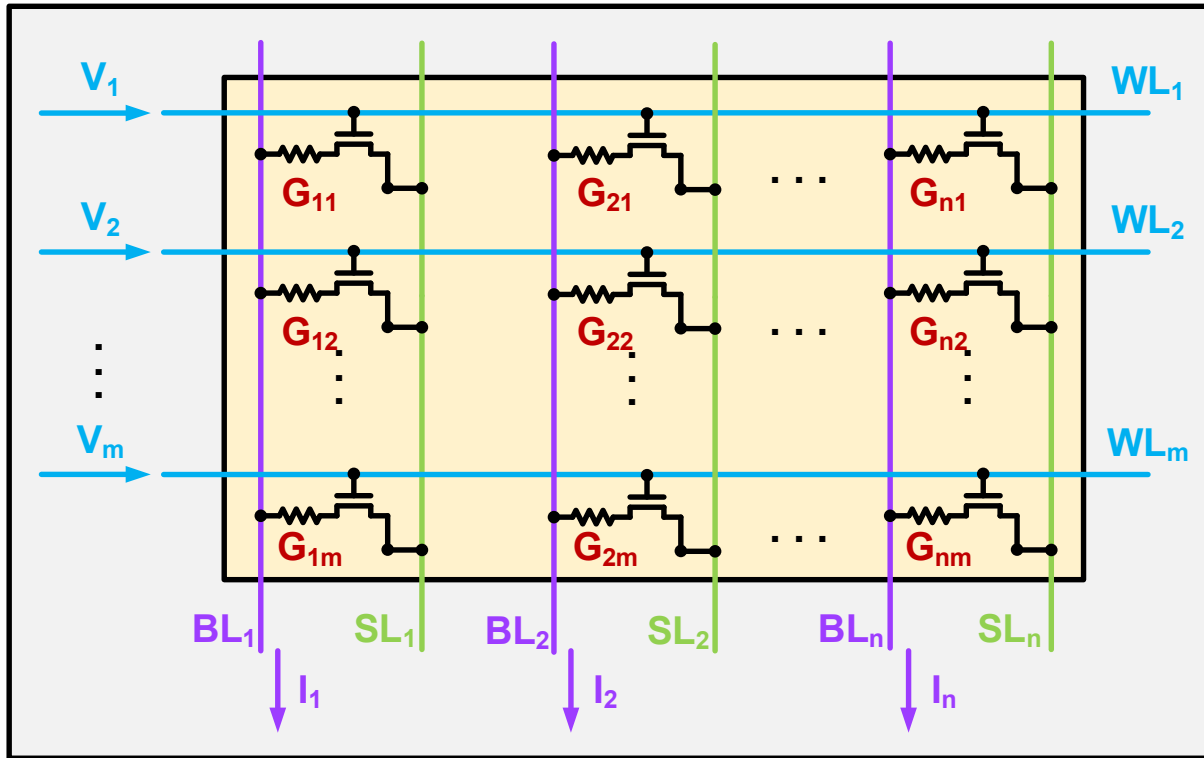 V₁ WL₁
G₁₁ G₂₁ . . . Gₙ₁
V₂ WL₂
G₁₂ G₂₂ . . . Gₙ₂
Vₘ WLₘ
G₁ₘ G₂ₘ . . . Gₙₘ
BL₁ SL₁ BL₂ SL₂ BLₙ SLₙ
I₁ I₂ Iₙ